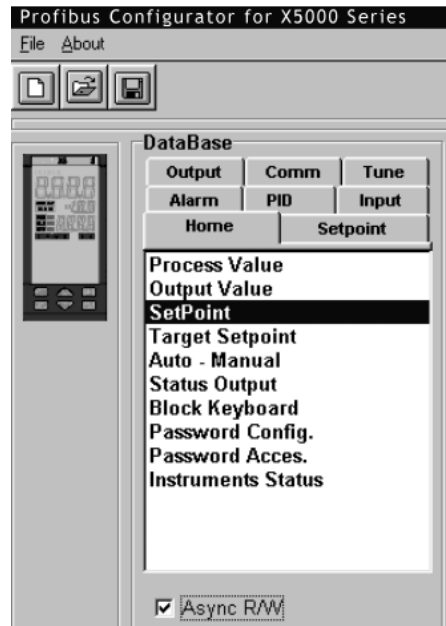 Profibus Configurator for X5000 Series
File About
DataBase
Output Comm Tune
Alarm PID Input
Home Setpoint
Process Value
Output Value
SetPoint
Target Setpoint
Auto - Manual
Status Output
Block Keyboard
Password Config.
Password Acces.
Instruments Status
Async R/W